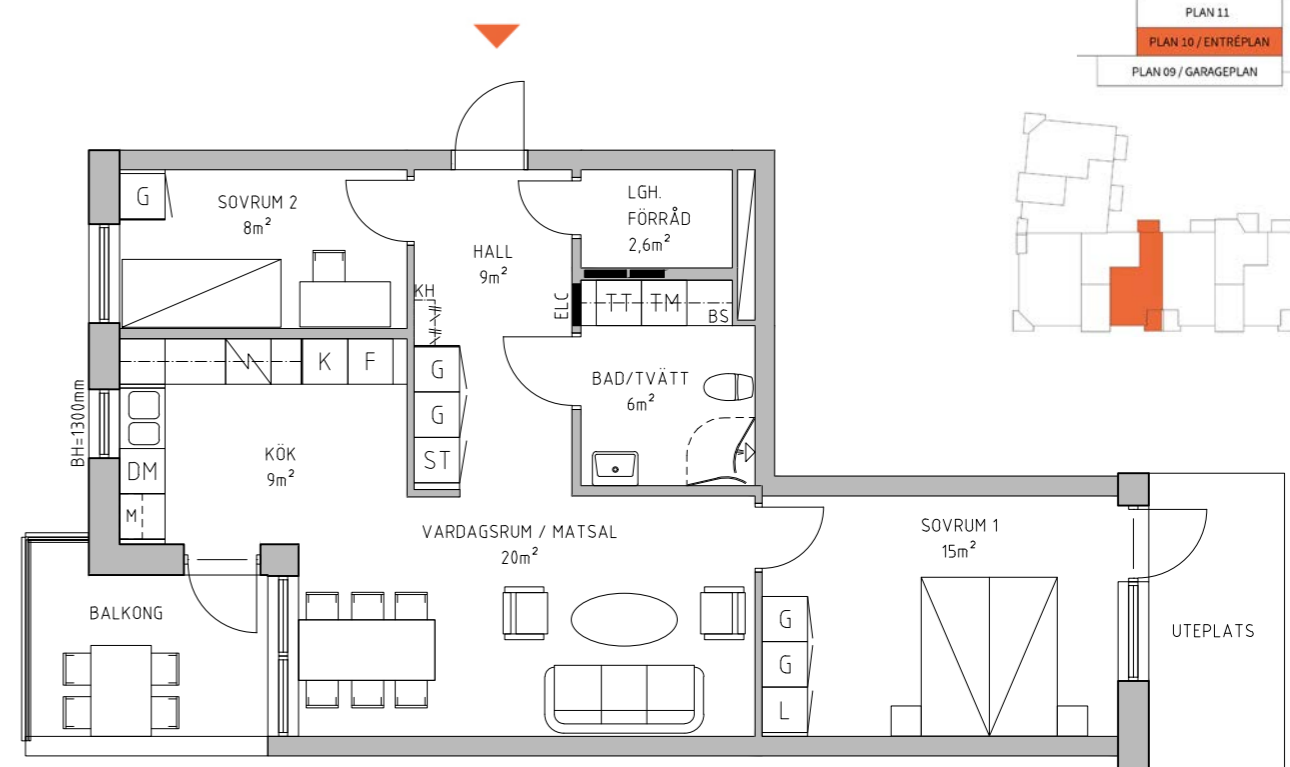 PLAN 11
PLAN 10 / ENTRÉPLAN
PLAN 09 / GARAGEPLAN
G
SOVRUM 2
8m²
HALL
9m²
LGH.
FÖRRÅD
2,6m²
KH
ELC
TT
TM
BS
K
F
G
G
ST
BAD/TVÄTT
6m²
BH=1300mm
KÖK
9m²
DM
M
VARDAGSRUM / MATSAL
20m²
SOVRUM 1
15m²
G
G
L
BALKONG
UTEPLATS